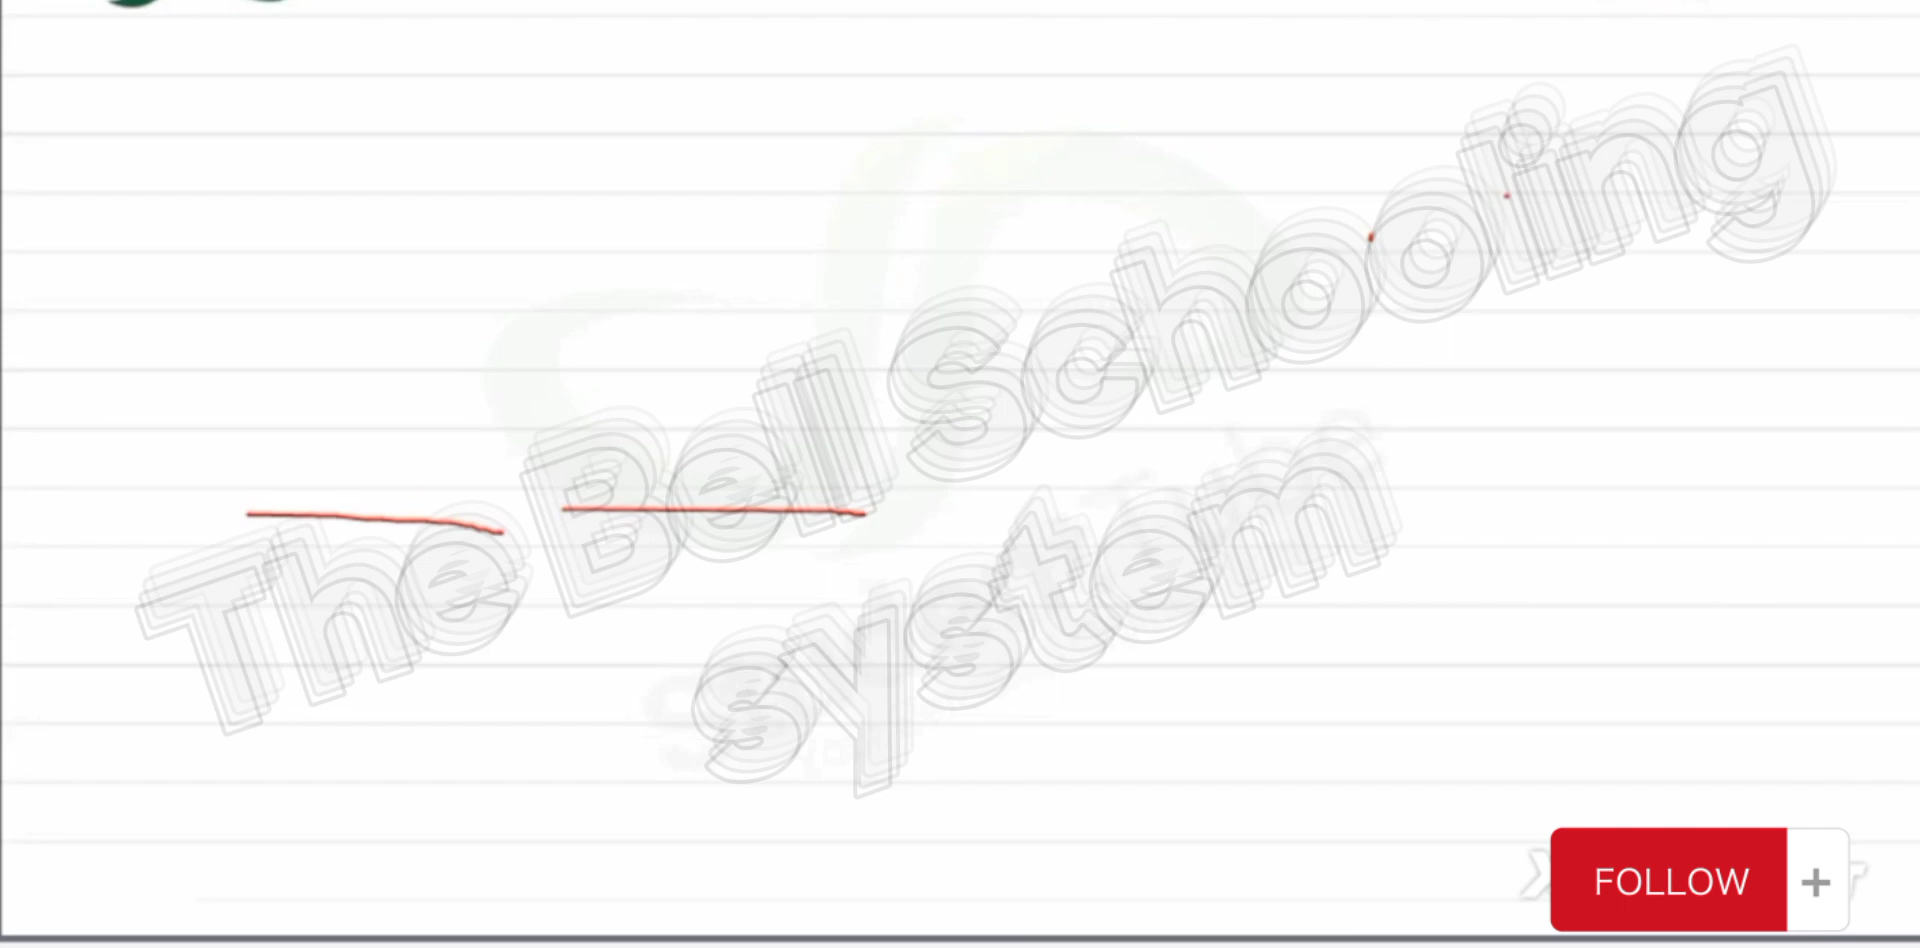 The Bell Schooling
system
FOLLOW +